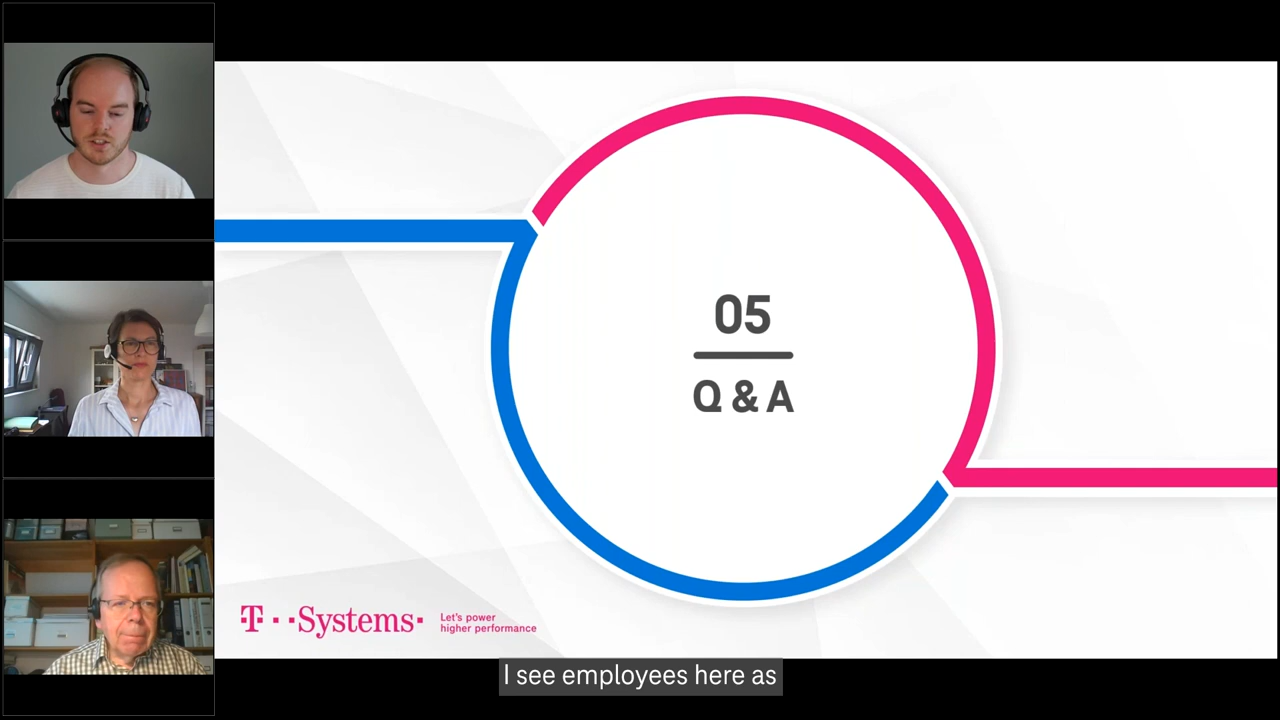 05
Q & A
T · · Systems ·
Let's power
higher performance
I see employees here as